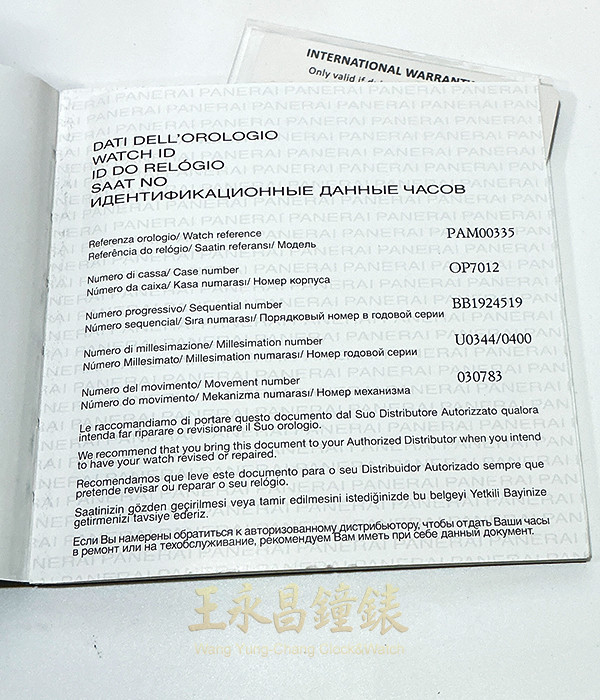 INTERNATIONAL WARRANT
Only valid if d
DATI DELL'OROLOGIO
WATCH ID
ID DO RELÓGIO
SAAT NO
ИДЕНТИФИКАЦИОННЫЕ ДАННЫЕ ЧАСОВ
Referenza orologio/ Watch reference PAM00335
Referência do relógio/ Saatin referansı/ Модель
Numero di cassa/ Case number OP7012
Número da caixa/ Kasa numarası/ Номер корпуса
Numero progressivo/ Sequential number BB1924519
Número sequencial/ Sıra numarası/ Порядковый номер в годовой серии
Numero di millesimazione/ Millesimation number U0344/0400
Número Millesimato/ Millesimation numarası/ Номер годовой серии
Numero del movimento/ Movement number 030783
Número do movimento/ Mekanizma numarası/ Номер механизма
Le raccomandiamo di portare questo documento dal Suo Distributore Autorizzato qualora
intenda far riparare o revisionare il Suo orologio.
We recommend that you bring this document to your Authorized Distributor when you intend
to have your watch revised or repaired.
Recomendamos que leve este documento para o seu Distribuidor Autorizado sempre que
pretende revisar ou reparar o seu relógio.
Saatinizin gözden geçirilmesi veya tamir edilmesini istediğinizde bu belgeyi Yetkili Bayinize
getirmenizi tavsiye ederiz.
Если Вы намерены обратиться к авторизованному дистрибьютору, чтобы отдать Ваши часы
в ремонт или на техобслуживание, рекомендуем Вам иметь при себе данный документ.
王永昌鐘錶
Wang Yung-Chang Clock&Watch